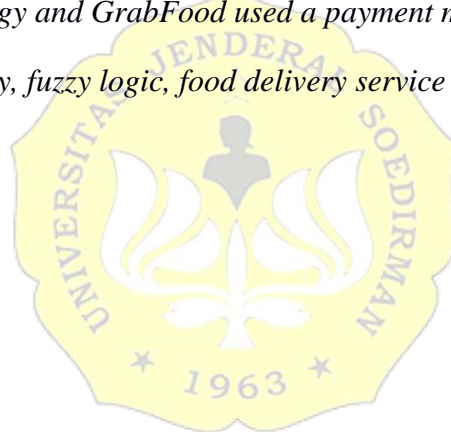 gy and GrabFood used a payment m
y, fuzzy logic, food delivery service
UNIVERSITAS JENDERAL SOEDIRMAN
1963